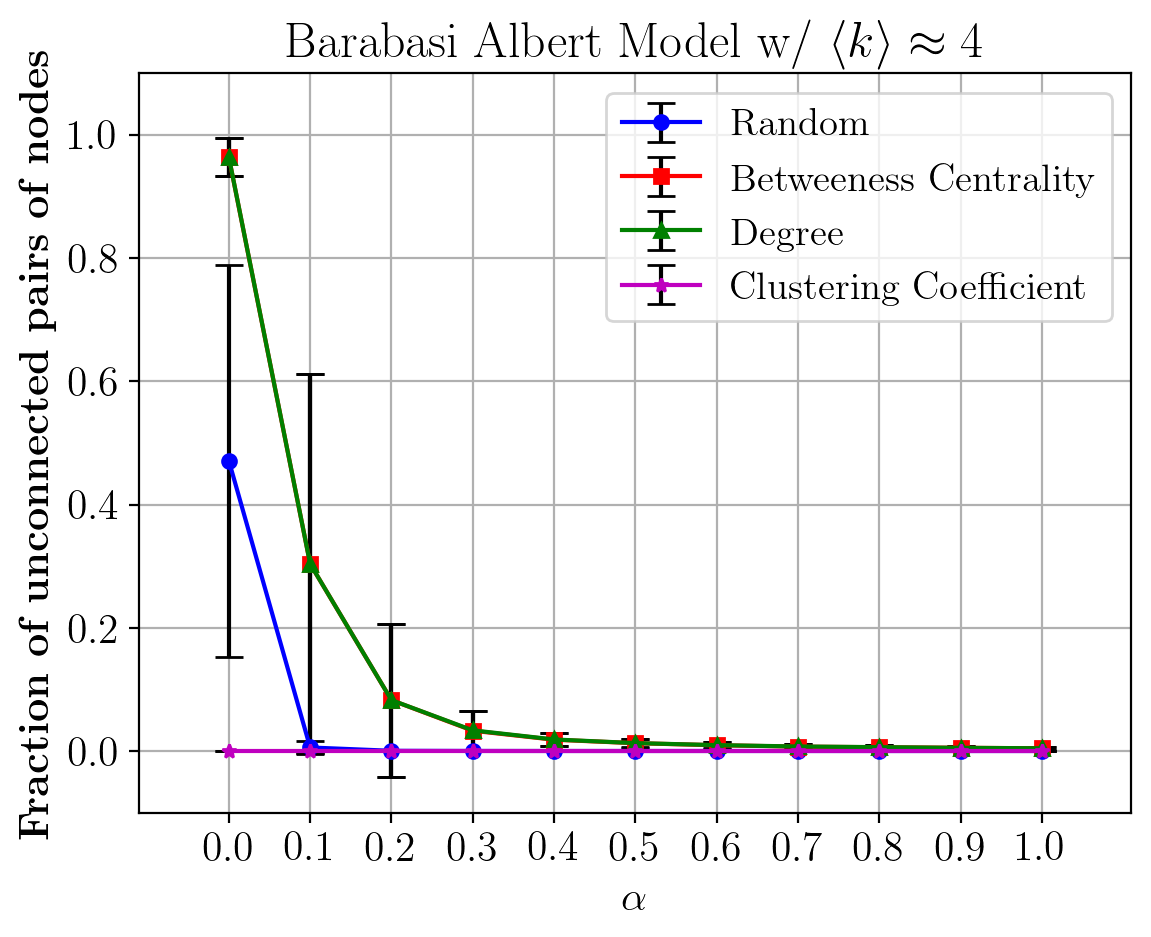 Barabasi Albert Model w/ ⟨k⟩ ≈ 4
Fraction of unconnected pairs of nodes
1.0
0.8
0.6
0.4
0.2
0.0
Random
Betweeness Centrality
Degree
Clustering Coefficient
0.0 0.1 0.2 0.3 0.4 0.5 0.6 0.7 0.8 0.9 1.0
α